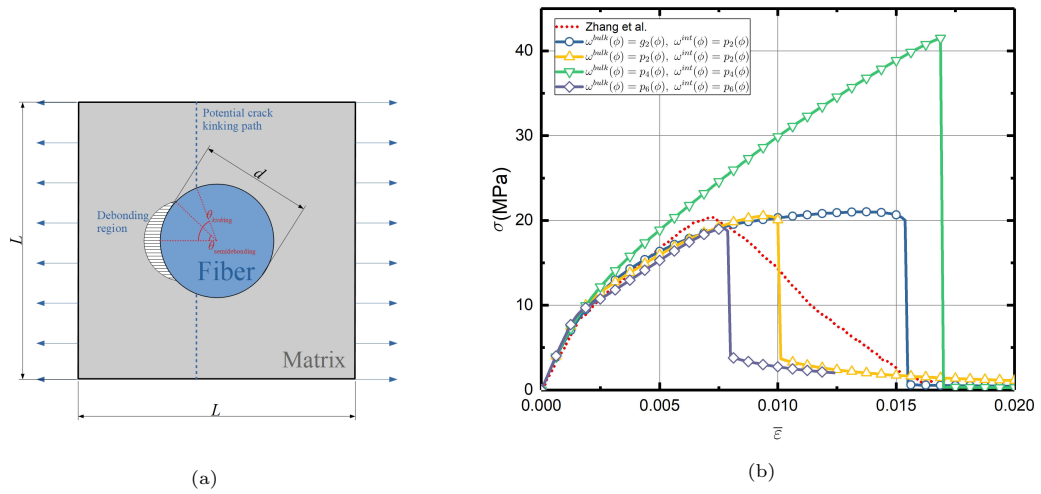 Potential crack
kinking path
d
Debonding
region
θ_kinking
θ_semidebonding
L
Fiber
Matrix
L
(a)
Zhang et al.
ω^{bulk}(ϕ) = g₂(ϕ), ω^{int}(ϕ) = p₂(ϕ)
ω^{bulk}(ϕ) = p₂(ϕ), ω^{int}(ϕ) = p₂(ϕ)
ω^{bulk}(ϕ) = p₄(ϕ), ω^{int}(ϕ) = p₄(ϕ)
ω^{bulk}(ϕ) = p₆(ϕ), ω^{int}(ϕ) = p₆(ϕ)
40
30
20
10
0
σ(MPa)
0.000 0.005 0.010 0.015 0.020
ε̅
(b)